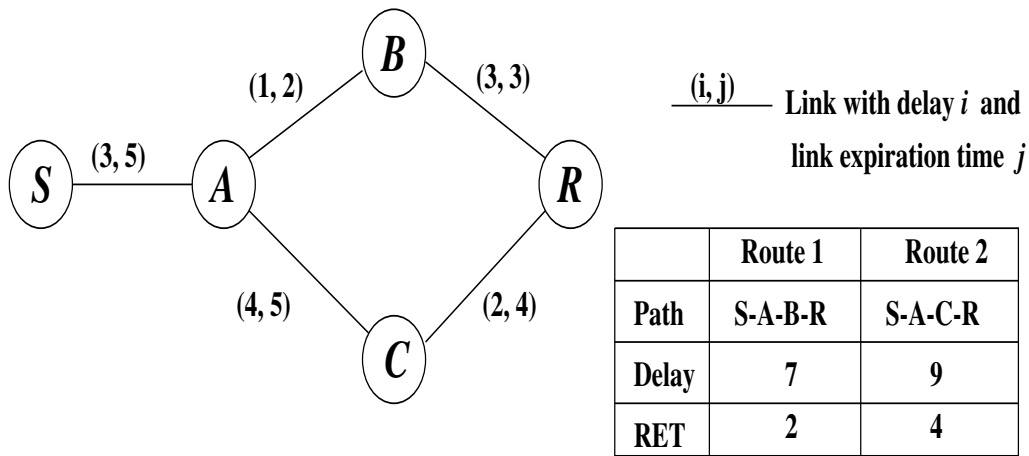 B
(1, 2)
(3, 3)
(i, j)
Link with delay i and
link expiration time j
(3, 5)
S
A
R
(4, 5)
(2, 4)
C
Route 1 Route 2
Path S-A-B-R S-A-C-R
Delay 7 9
RET 2 4